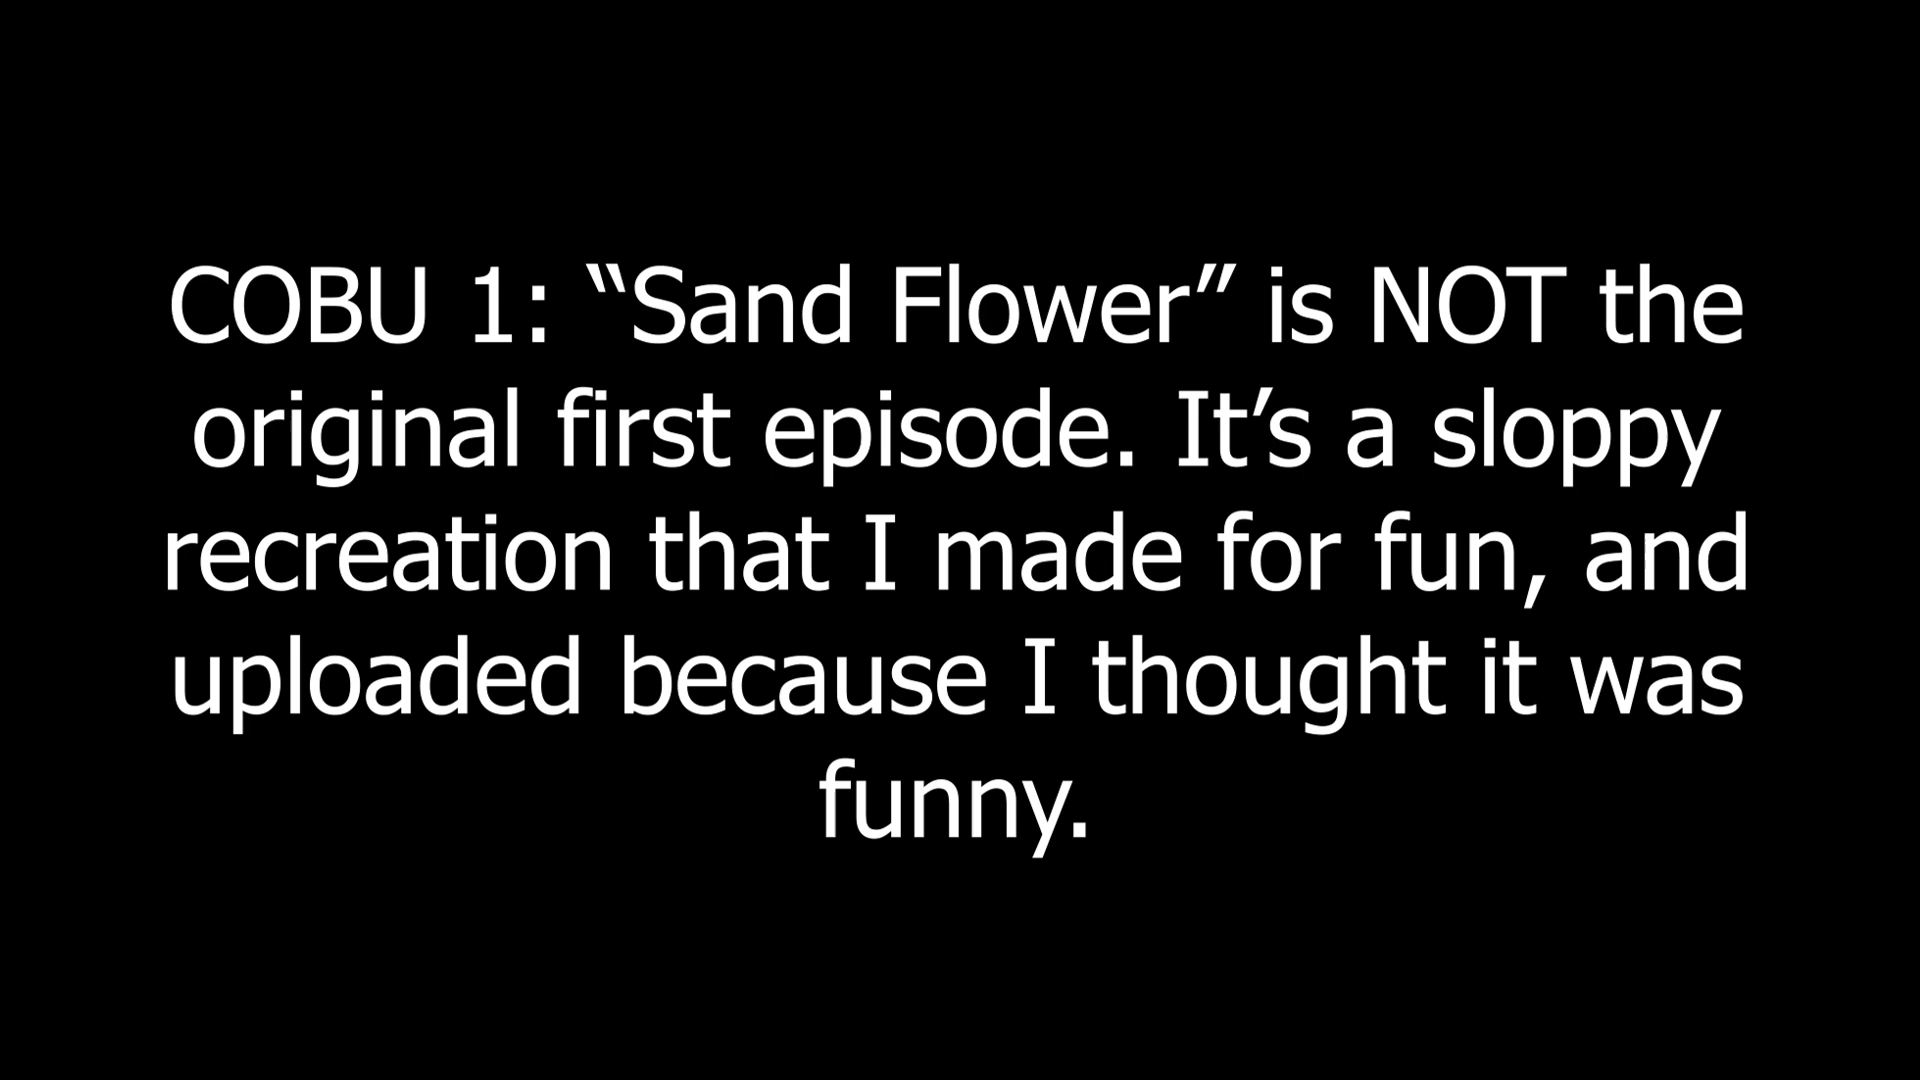 COBU 1: “Sand Flower” is NOT the
original first episode. It’s a sloppy
recreation that I made for fun, and
uploaded because I thought it was
funny.